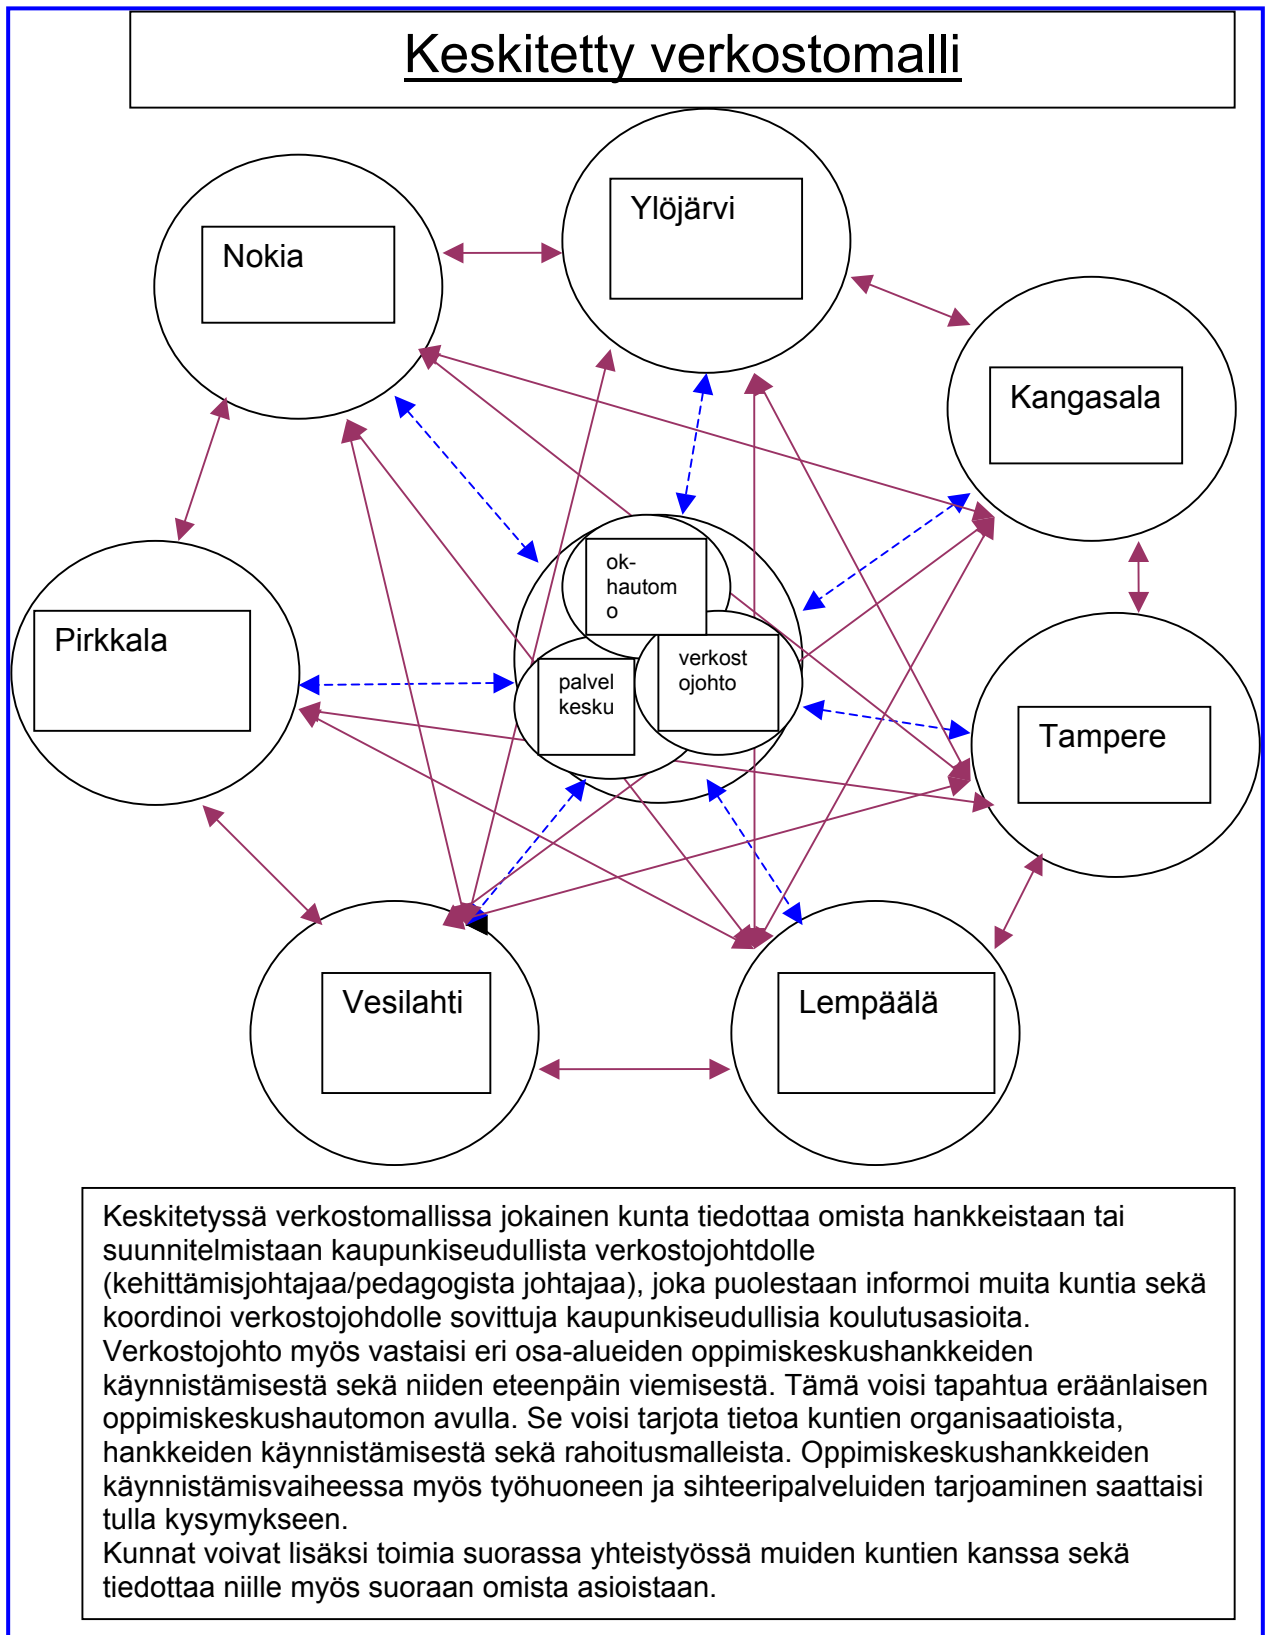 Keskitetty verkostomalli
Ylöjärvi
Nokia
Kangasala
ok-
hautom
o
Pirkkala
verkost
ojohto
palvel
kesku
Tampere
Vesilahti
Lempäälä
Keskitetyssä verkostomallissa jokainen kunta tiedottaa omista hankkeistaan tai
suunnitelmistaan kaupunkiseudullista verkostojohtdolle
(kehittämisjohtajaa/pedagogista johtajaa), joka puolestaan informoi muita kuntia sekä
koordinoi verkostojohdolle sovittuja kaupunkiseudullisia koulutusasioita.
Verkostojohto myös vastaisi eri osa-alueiden oppimiskeskushankkeiden
käynnistämisestä sekä niiden eteenpäin viemisestä. Tämä voisi tapahtua eräänlaisen
oppimiskeskushautomon avulla. Se voisi tarjota tietoa kuntien organisaatioista,
hankkeiden käynnistämisestä sekä rahoitusmalleista. Oppimiskeskushankkeiden
käynnistämisvaiheessa myös työhuoneen ja sihteeripalveluiden tarjoaminen saattaisi
tulla kysymykseen.
Kunnat voivat lisäksi toimia suorassa yhteistyössä muiden kuntien kanssa sekä
tiedottaa niille myös suoraan omista asioistaan.